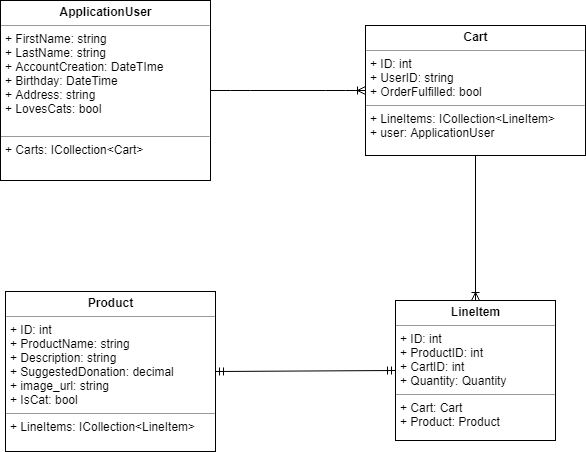 ApplicationUser
+ FirstName: string
+ LastName: string
+ AccountCreation: DateTIme
+ Birthday: DateTime
+ Address: string
+ LovesCats: bool
+ Carts: ICollection<Cart>
Cart
+ ID: int
+ UserID: string
+ OrderFulfilled: bool
+ LineItems: ICollection<LineItem>
+ user: ApplicationUser
Product
+ ID: int
+ ProductName: string
+ Description: string
+ SuggestedDonation: decimal
+ image_url: string
+ IsCat: bool
+ LineItems: ICollection<LineItem>
LineItem
+ ID: int
+ ProductID: int
+ CartID: int
+ Quantity: Quantity
+ Cart: Cart
+ Product: Product